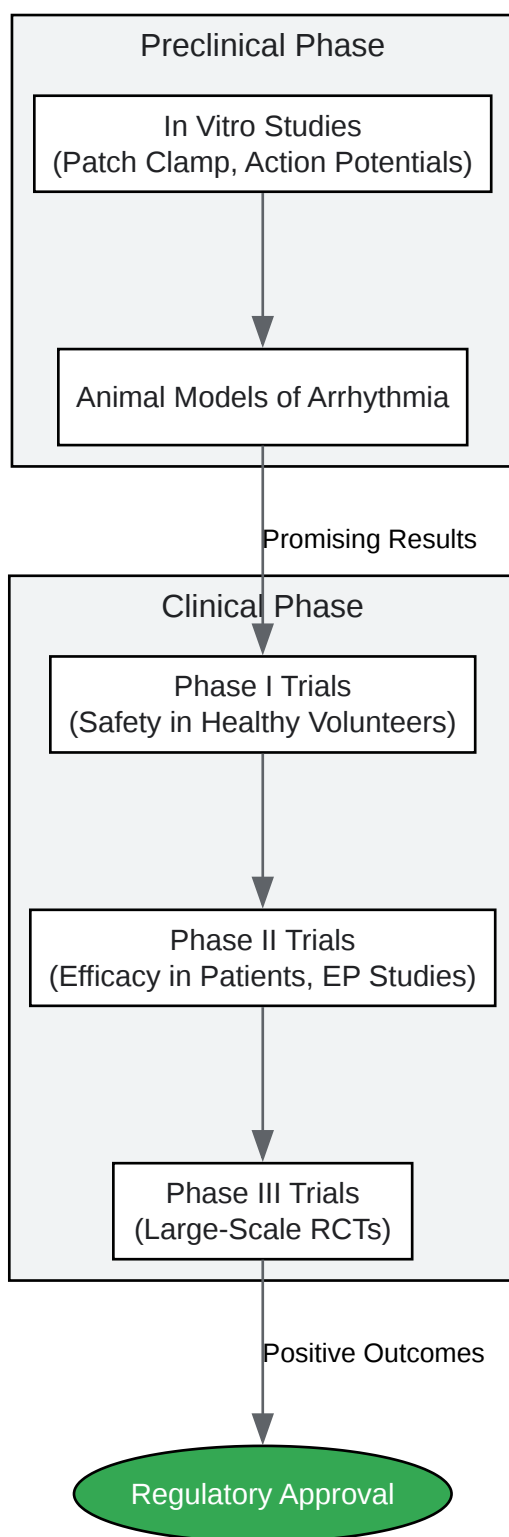 Preclinical Phase
In Vitro Studies
(Patch Clamp, Action Potentials)
Animal Models of Arrhythmia
Promising Results
Clinical Phase
Phase I Trials
(Safety in Healthy Volunteers)
Phase II Trials
(Efficacy in Patients, EP Studies)
Phase III Trials
(Large-Scale RCTs)
Positive Outcomes
Regulatory Approval